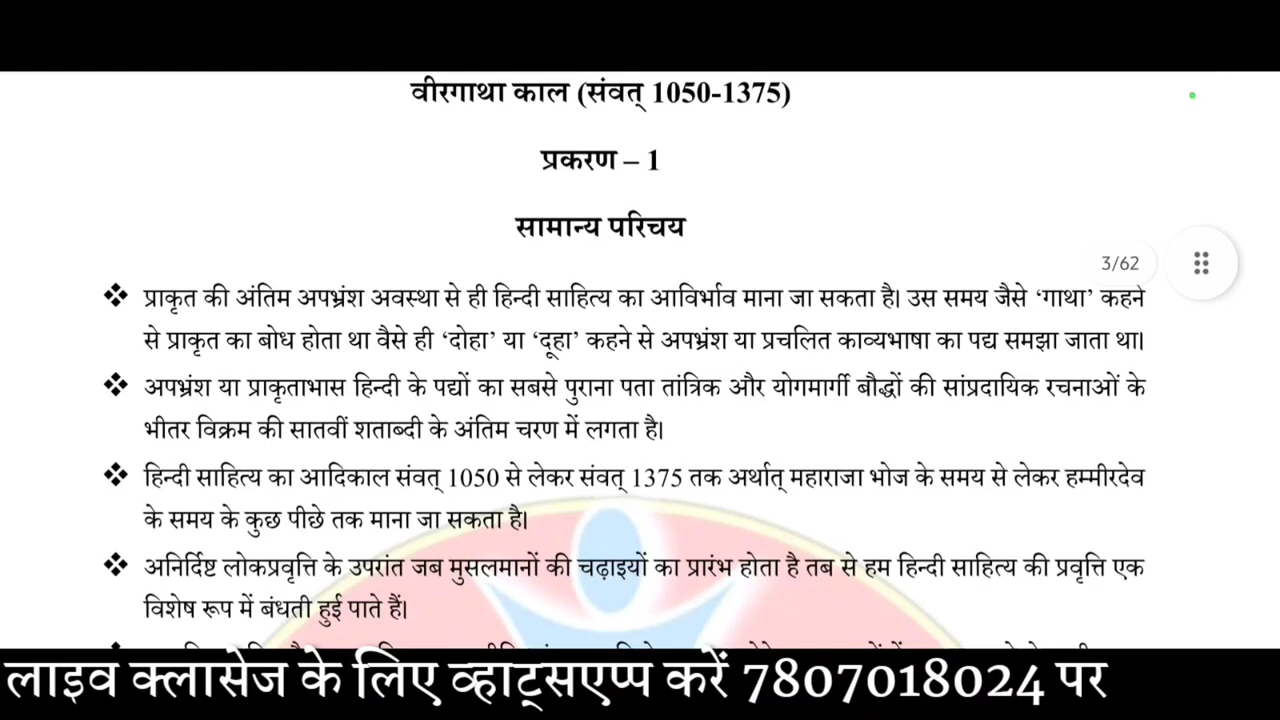 वीरगाथा काल (संवत् 1050-1375)
प्रकरण – 1
सामान्य परिचय
3/62
❖ प्राकृत की अंतिम अपभ्रंश अवस्था से ही हिन्दी साहित्य का आविर्भाव माना जा सकता है। उस समय जैसे ‘गाथा’ कहने
से प्राकृत का बोध होता था वैसे ही ‘दोहा’ या ‘दूहा’ कहने से अपभ्रंश या प्रचलित काव्यभाषा का पद्य समझा जाता था।
❖ अपभ्रंश या प्राकृताभास हिन्दी के पद्यों का सबसे पुराना पता तांत्रिक और योगमार्गी बौद्धों की सांप्रदायिक रचनाओं के
भीतर विक्रम की सातवीं शताब्दी के अंतिम चरण में लगता है।
❖ हिन्दी साहित्य का आदिकाल संवत् 1050 से लेकर संवत् 1375 तक अर्थात् महाराजा भोज के समय से लेकर हम्मीरदेव
के समय के कुछ पीछे तक माना जा सकता है।
❖ अनिर्दिष्ट लोकप्रवृत्ति के उपरांत जब मुसलमानों की चढ़ाइयों का प्रारंभ होता है तब से हम हिन्दी साहित्य की प्रवृत्ति एक
विशेष रूप में बंधती हुई पाते हैं।
लाइव क्लासेज के लिए व्हाट्सएप्प करें 7807018024 पर